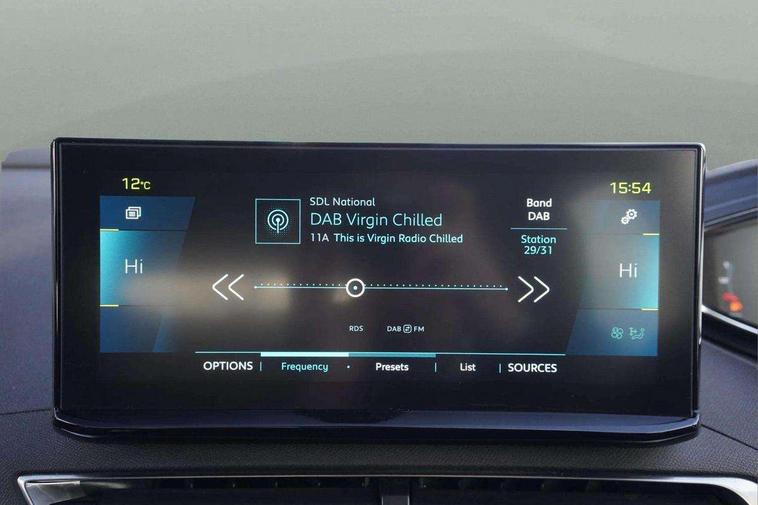 12°C
15:54
Hi
SDL National
DAB Virgin Chilled
11A This is Virgin Radio Chilled
Band
DAB
Station
29/31
Hi
RDS
DAB FM
OPTIONS Frequency Presets List SOURCES